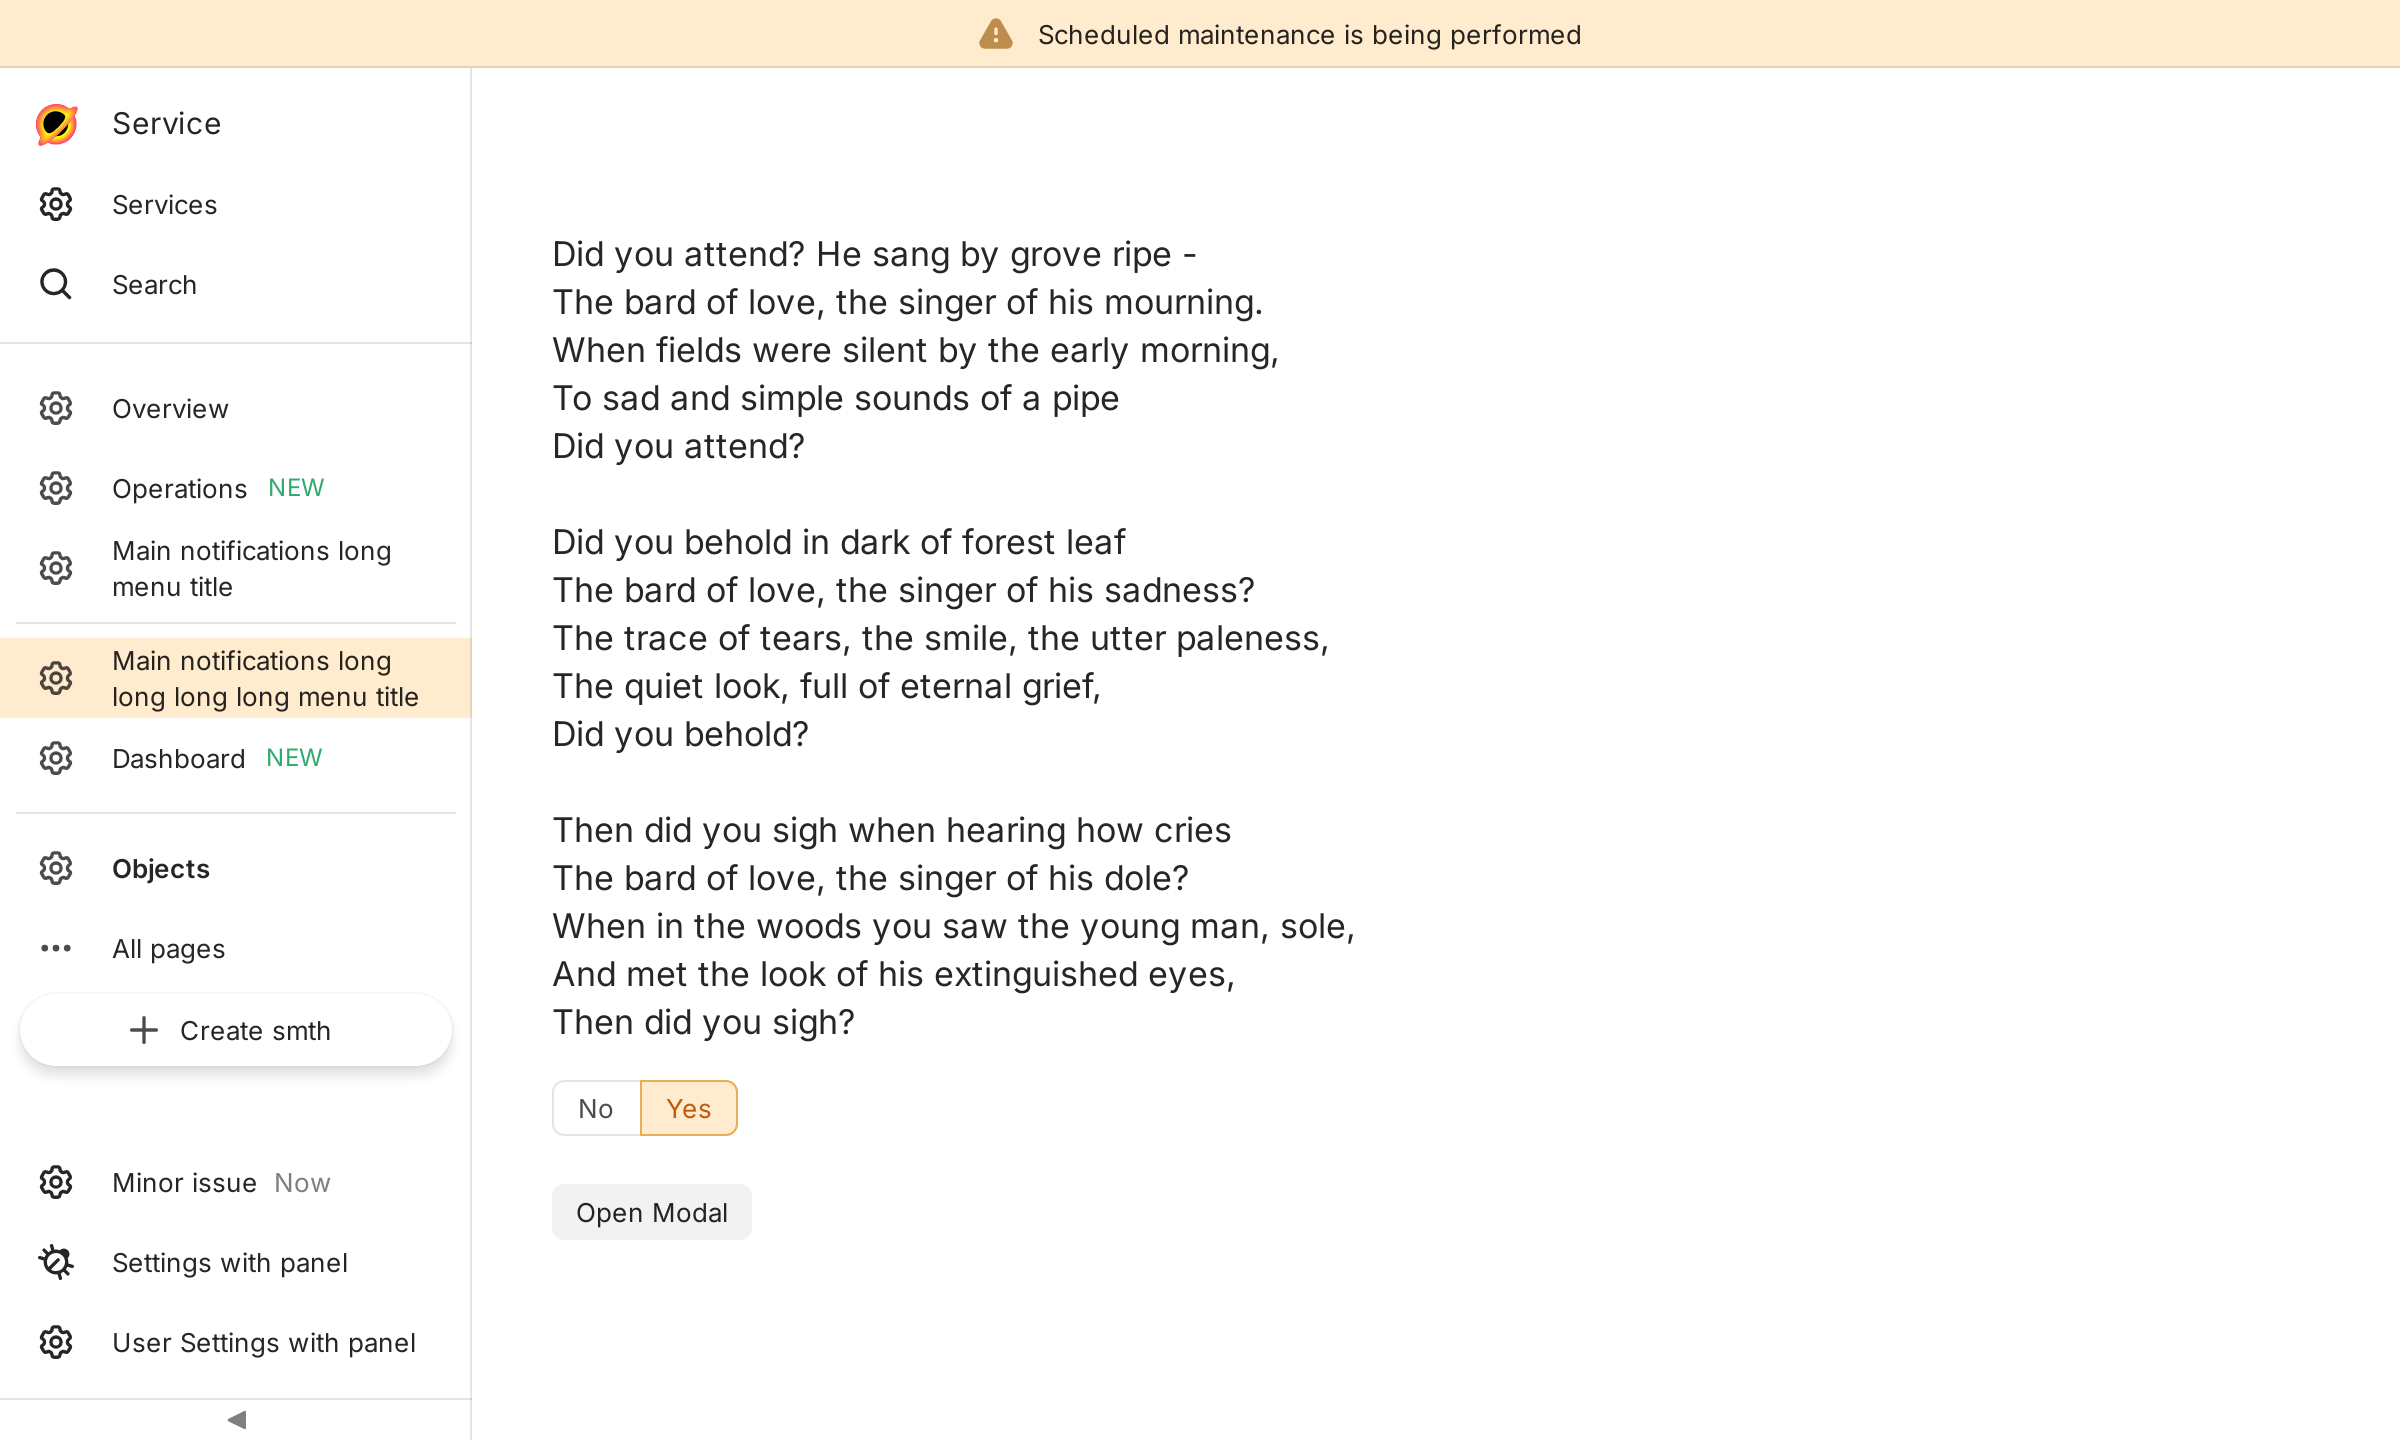 Scheduled maintenance is being performed
Service
Services
Search
Overview
Operations NEW
Main notifications long
menu title
Main notifications long
long long long menu title
Dashboard NEW
Objects
All pages
Create smth
Minor issue Now
Settings with panel
User Settings with panel
Did you attend? He sang by grove ripe -
The bard of love, the singer of his mourning.
When fields were silent by the early morning,
To sad and simple sounds of a pipe
Did you attend?
Did you behold in dark of forest leaf
The bard of love, the singer of his sadness?
The trace of tears, the smile, the utter paleness,
The quiet look, full of eternal grief,
Did you behold?
Then did you sigh when hearing how cries
The bard of love, the singer of his dole?
When in the woods you saw the young man, sole,
And met the look of his extinguished eyes,
Then did you sigh?
No Yes
Open Modal